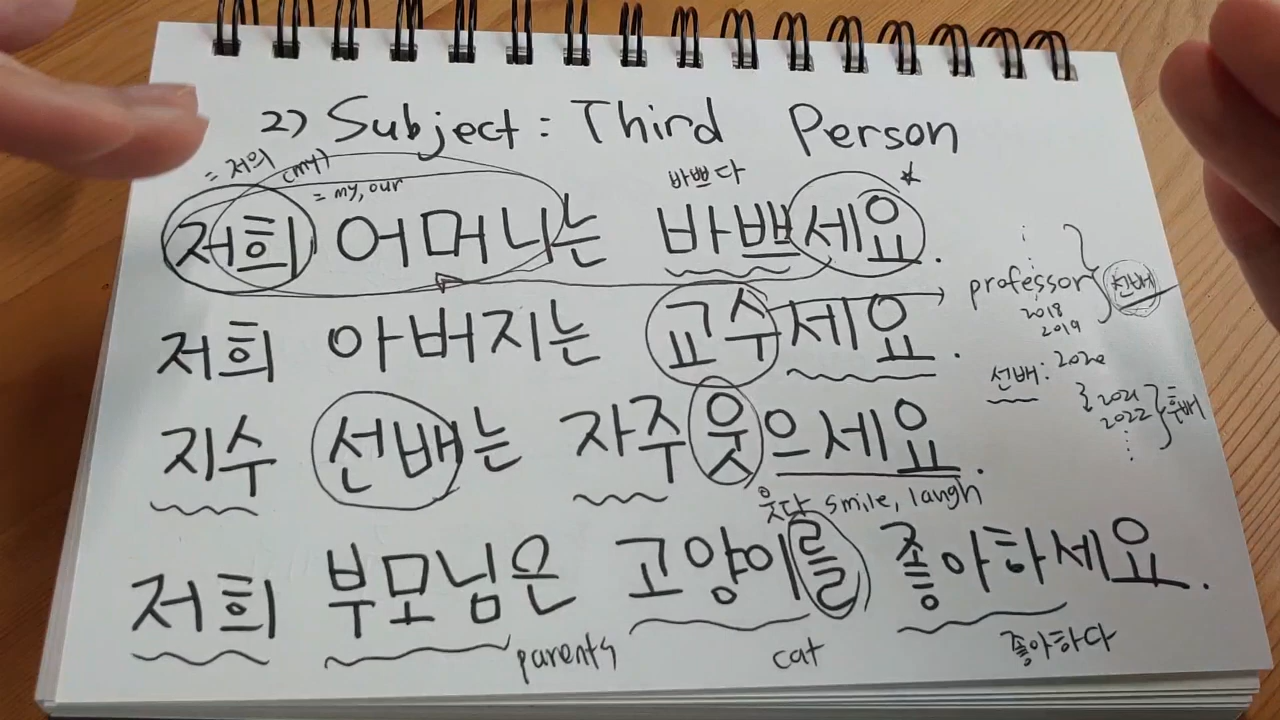 2) Subject : Third Person
= 저의 (my)
= my, our
바쁘다
저희 어머니는 바쁘세요.
저희 아버지는 교수세요.
professor
2018
2019
선배
선배: 2020
2021
2022
후배
지수 선배는 자주 웃으세요.
웃다 smile, laugh
저희 부모님은 고양이를 좋아하세요.
parents
cat
좋아하다